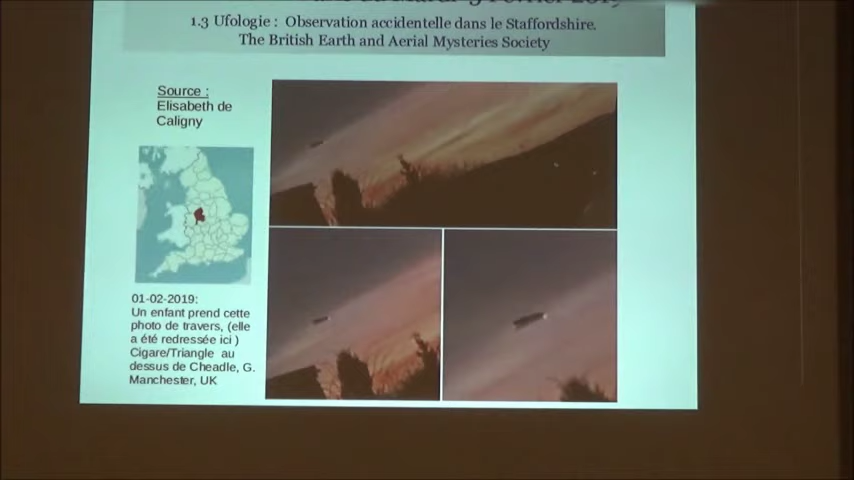 1.3 Ufologie : Observation accidentelle dans le Staffordshire.
The British Earth and Aerial Mysteries Society
Source :
Elisabeth de
Caligny
01-02-2019:
Un enfant prend cette
photo de travers, (elle
a été redressée ici )
Cigare/Triangle au
dessus de Cheadle, G.
Manchester, UK